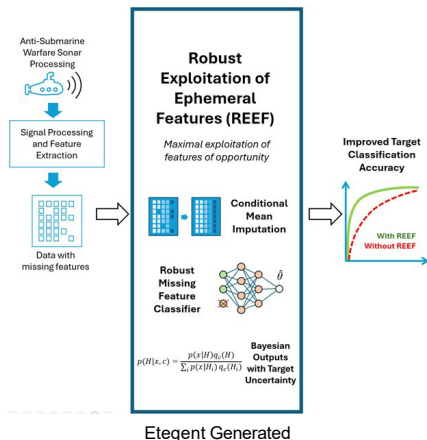 Anti-Submarine
Warfare Sonar
Processing
Signal Processing
and Feature
Extraction
Data with
missing features
Robust
Exploitation of
Ephemeral
Features (REEF)
Maximal exploitation of
features of opportunity
Conditional
Mean
Imputation
Robust
Missing
Feature
Classifier
θ̂
p(H|x, c) = p(x|H)q_c(H) / ∑_i p(x|H_i) q_c(H_i)
Bayesian
Outputs
with Target
Uncertainty
Improved Target
Classification
Accuracy
With REEF
Without REEF
Etegent Generated